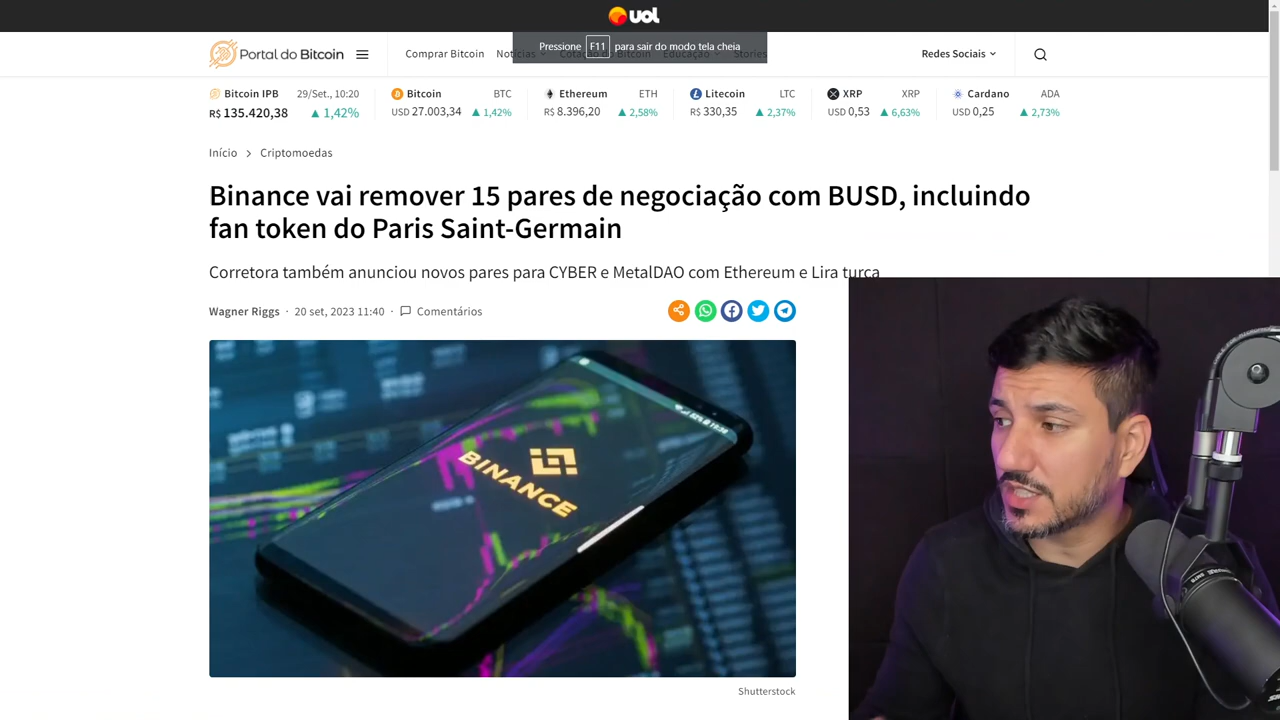 uol
Pressione F11 para sair do modo tela cheia
Portal do Bitcoin
Comprar Bitcoin
Redes Sociais
Bitcoin IPB 29/Set., 10:20
R$ 135.420,38 ▲ 1,42%
Bitcoin BTC
USD 27.003,34 ▲ 1,42%
Ethereum ETH
R$ 8.396,20 ▲ 2,58%
Litecoin LTC
R$ 330,35 ▲ 2,37%
XRP XRP
USD 0,53 ▲ 6,63%
Cardano ADA
USD 0,25 ▲ 2,73%
Início > Criptomoedas
Binance vai remover 15 pares de negociação com BUSD, incluindo
fan token do Paris Saint-Germain
Corretora também anunciou novos pares para CYBER e MetalDAO com Ethereum e Lira turca
Wagner Riggs · 20 set, 2023 11:40 · Comentários
BINANCE
Shutterstock